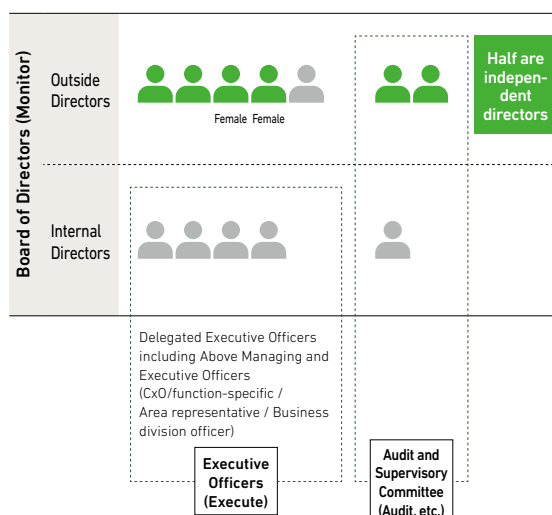 Board of Directors (Monitor)
Outside
Directors
Female Female
Half are
indepen-
dent
directors
Internal
Directors
Delegated Executive Officers
including Above Managing and
Executive Officers
(CxO/function-specific /
Area representative / Business
division officer)
Executive
Officers
(Execute)
Audit and
Supervisory
Committee
(Audit, etc.)